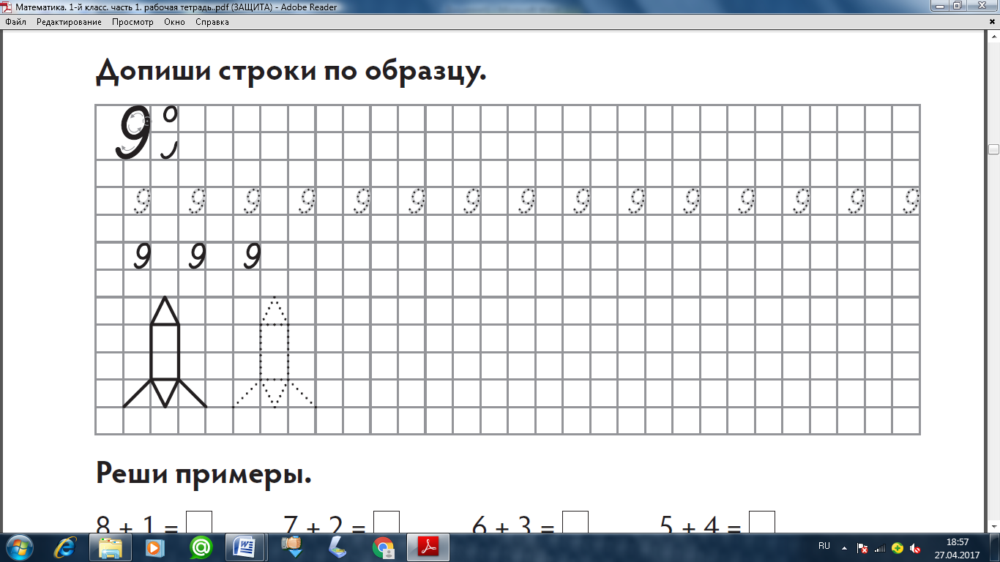 Математика. 1-й класс. часть 1. рабочая тетрадь..pdf (ЗАЩИТА) - Adobe Reader
Файл Редактирование Просмотр Окно Справка
Допиши строки по образцу.
9
9 9 9 9 9 9 9 9 9 9 9 9 9 9 9
9 9 9
Реши примеры.
8 + 1 = 7 + 2 = 6 + 3 = 5 + 4 =
RU 18:57
27.04.2017